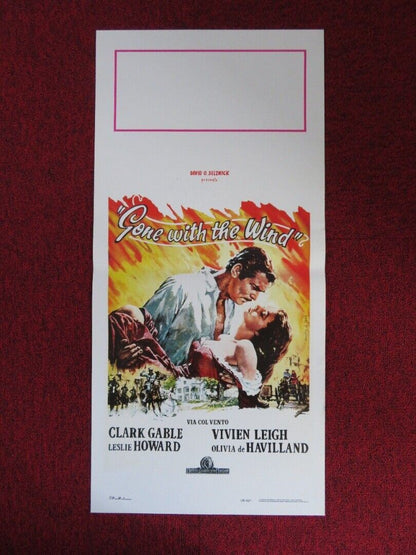 DAVID O. SELZNICK
presents
"Gone with the Wind"
VIA COL VENTO
CLARK GABLE VIVIEN LEIGH
LESLIE HOWARD OLIVIA de HAVILLAND